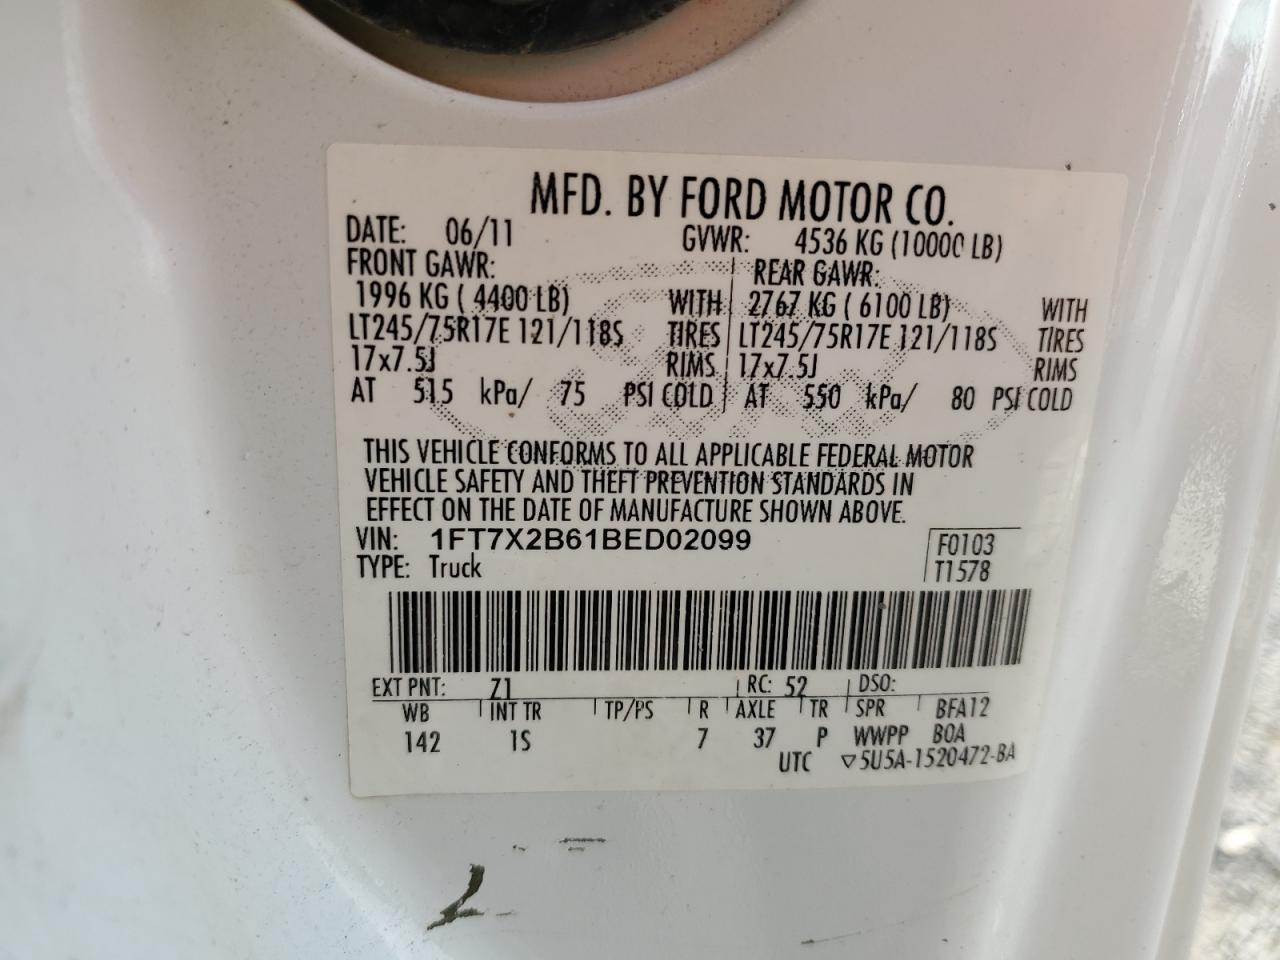 MFD. BY FORD MOTOR CO.
DATE: 06/11 GVWR: 4536 KG (10000 LB)
FRONT GAWR: REAR GAWR:
1996 KG ( 4400 LB) WITH 2767 KG ( 6100 LB) WITH
LT245/75R17E 121/118S TIRES LT245/75R17E 121/118S TIRES
17x7.5J RIMS 17x7.5J RIMS
AT 515 kPa/ 75 PSI COLD AT 550 kPa/ 80 PSI COLD
THIS VEHICLE CONFORMS TO ALL APPLICABLE FEDERAL MOTOR
VEHICLE SAFETY AND THEFT PREVENTION STANDARDS IN
EFFECT ON THE DATE OF MANUFACTURE SHOWN ABOVE.
VIN: 1FT7X2B61BED02099 F0103
TYPE: Truck T1578
EXT PNT: Z1 RC: 52 DSO:
WB INT TR TP/PS R AXLE TR SPR BFA12
142 1S 7 37 P WWPP BOA
UTC ▽5U5A-1520472-BA